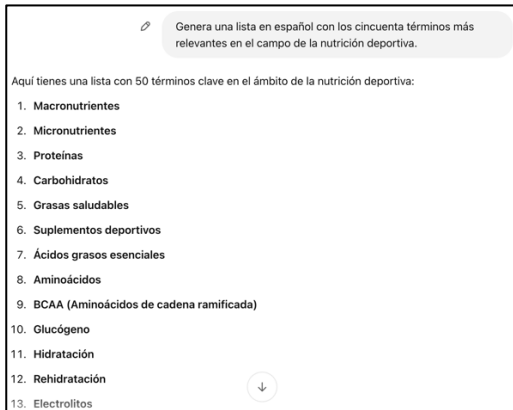 Genera una lista en español con los cincuenta términos más
relevantes en el campo de la nutrición deportiva.
Aquí tienes una lista con 50 términos clave en el ámbito de la nutrición deportiva:
1. Macronutrientes
2. Micronutrientes
3. Proteínas
4. Carbohidratos
5. Grasas saludables
6. Suplementos deportivos
7. Ácidos grasos esenciales
8. Aminoácidos
9. BCAA (Aminoácidos de cadena ramificada)
10. Glucógeno
11. Hidratación
12. Rehidratación
13. Electrolitos